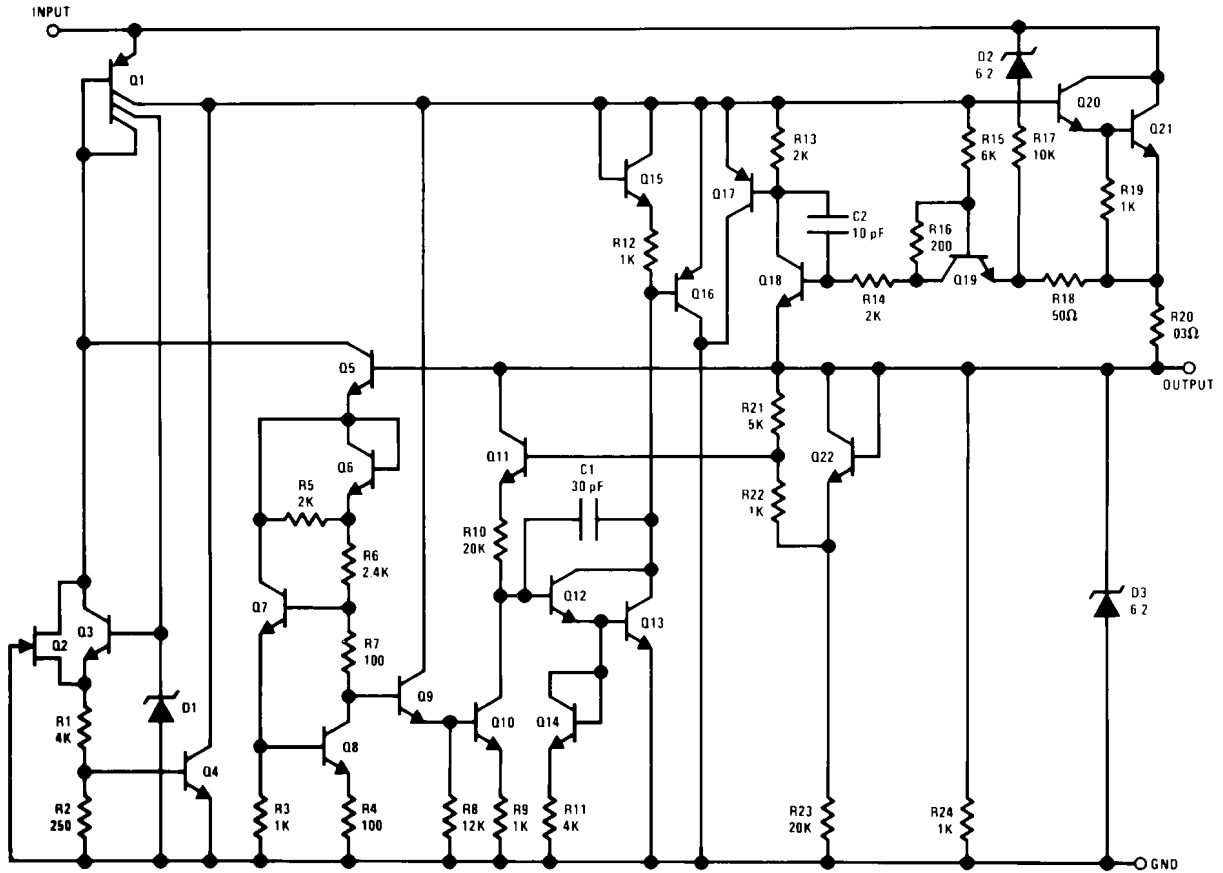 INPUT
Q1
D2
6 2
Q20
Q21
R13
2K
R15
6K
R17
10K
Q15
Q17
R19
1K
C2
10 pF
R16
200
R12
1K
Q16
Q18
R14
2K
Q19
R18
50Ω
R20
03Ω
Q5
OUTPUT
R21
5K
Q6
Q11
Q22
C1
30 pF
R5
2K
R22
1K
R10
20K
R6
2.4K
Q7
Q12
D3
6 2
Q2
Q3
Q13
R7
100
D1
Q9
R1
4K
Q10
Q14
Q8
Q4
R2
250
R3
1K
R4
100
R8
12K
R9
1K
R11
4K
R23
20K
R24
1K
GND